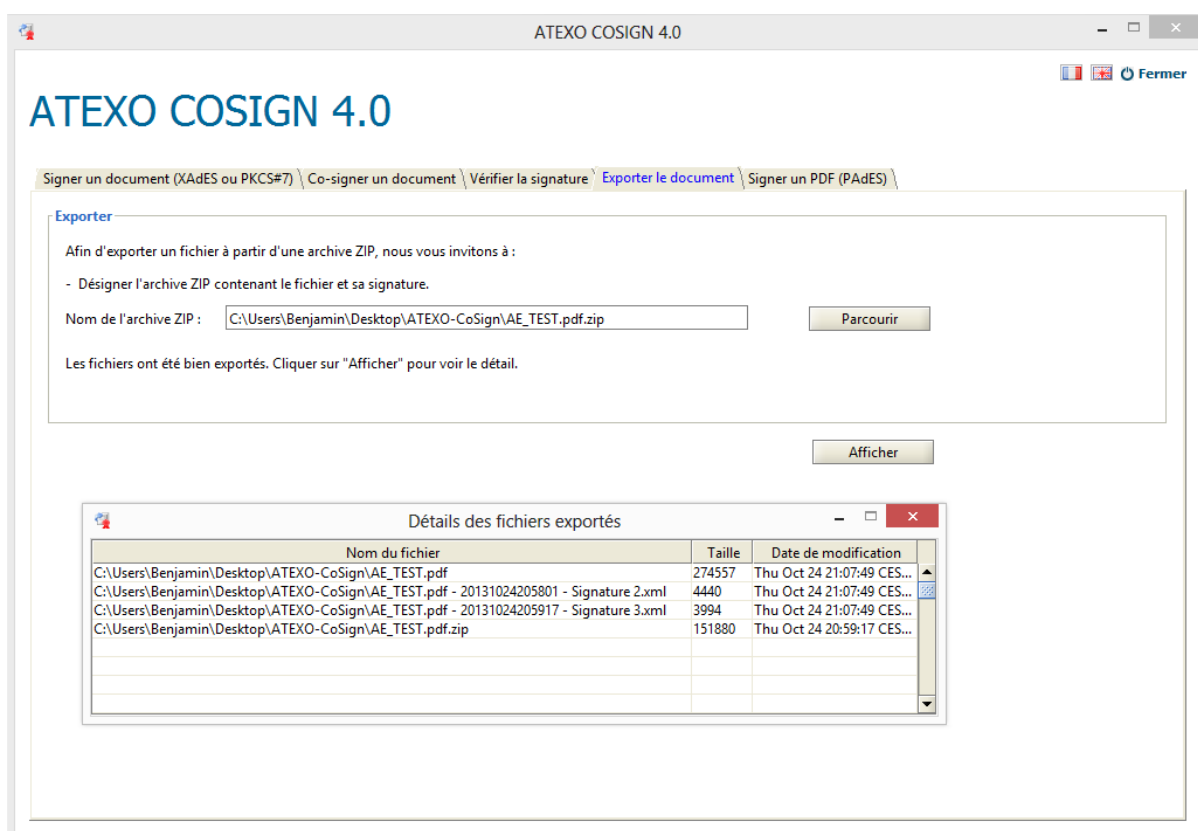 ATEXO COSIGN 4.0
Fermer
ATEXO COSIGN 4.0
Signer un document (XAdES ou PKCS#7) Co-signer un document Vérifier la signature Exporter le document Signer un PDF (PAdES)
Exporter
Afin d'exporter un fichier à partir d'une archive ZIP, nous vous invitons à :
- Désigner l'archive ZIP contenant le fichier et sa signature.
Nom de l'archive ZIP : C:\Users\Benjamin\Desktop\ATEXO-CoSign\AE_TEST.pdf.zip Parcourir
Les fichiers ont été bien exportés. Cliquer sur "Afficher" pour voir le détail.
Afficher
Détails des fichiers exportés
Nom du fichier Taille Date de modification
C:\Users\Benjamin\Desktop\ATEXO-CoSign\AE_TEST.pdf 274557 Thu Oct 24 21:07:49 CES...
C:\Users\Benjamin\Desktop\ATEXO-CoSign\AE_TEST.pdf - 20131024205801 - Signature 2.xml 4440 Thu Oct 24 21:07:49 CES...
C:\Users\Benjamin\Desktop\ATEXO-CoSign\AE_TEST.pdf - 20131024205917 - Signature 3.xml 3994 Thu Oct 24 21:07:49 CES...
C:\Users\Benjamin\Desktop\ATEXO-CoSign\AE_TEST.pdf.zip 151880 Thu Oct 24 20:59:17 CES...